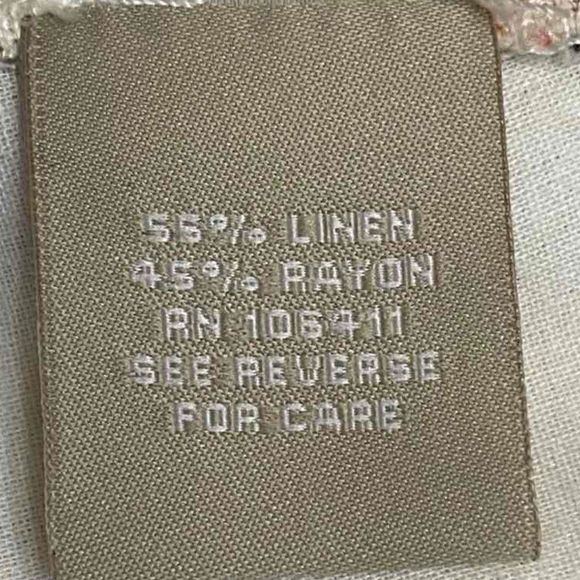 55% LINEN
45% RAYON
RN 106411
SEE REVERSE
FOR CARE